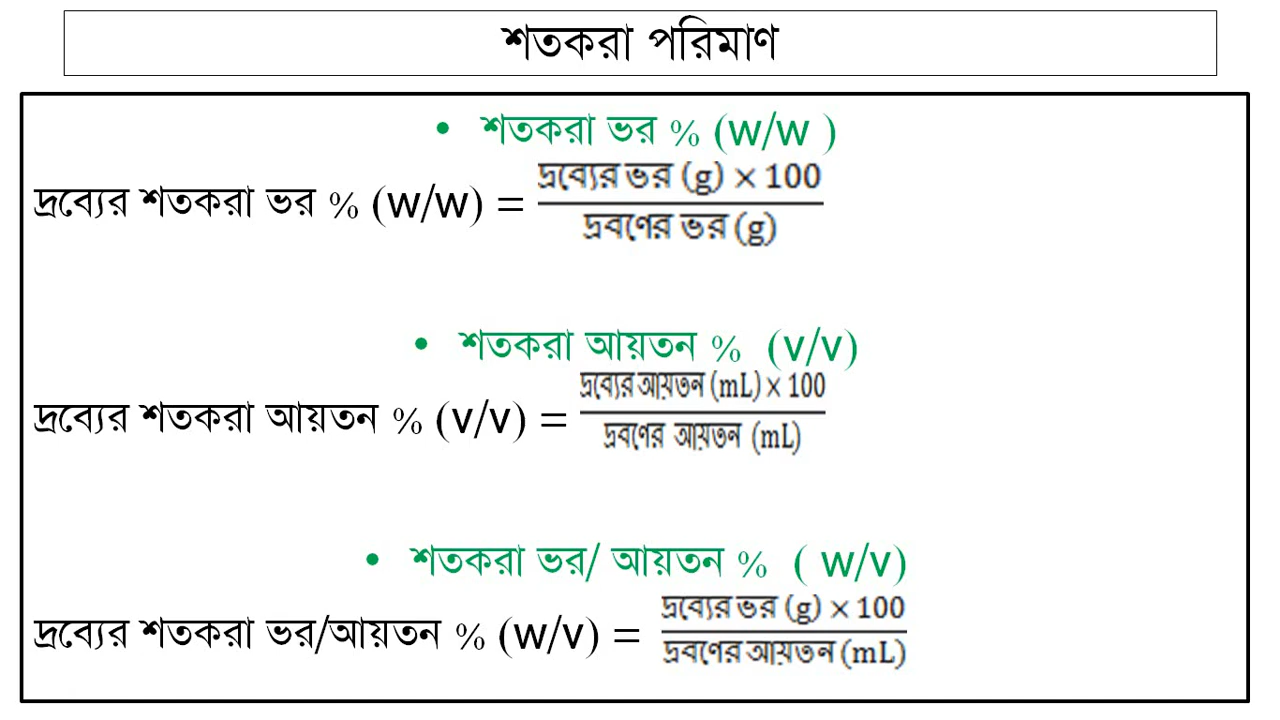 শতকরা পরিমাণ
• শতকরা ভর % (w/w )
দ্রব্যের শতকরা ভর % (w/w) = দ্রব্যের ভর (g) × 100
দ্রবণের ভর (g)
• শতকরা আয়তন % (v/v)
দ্রব্যের শতকরা আয়তন % (v/v) = দ্রব্যের আয়তন (mL) × 100
দ্রবণের আয়তন (mL)
• শতকরা ভর/ আয়তন % ( w/v)
দ্রব্যের শতকরা ভর/আয়তন % (w/v) = দ্রব্যের ভর (g) × 100
দ্রবণের আয়তন (mL)